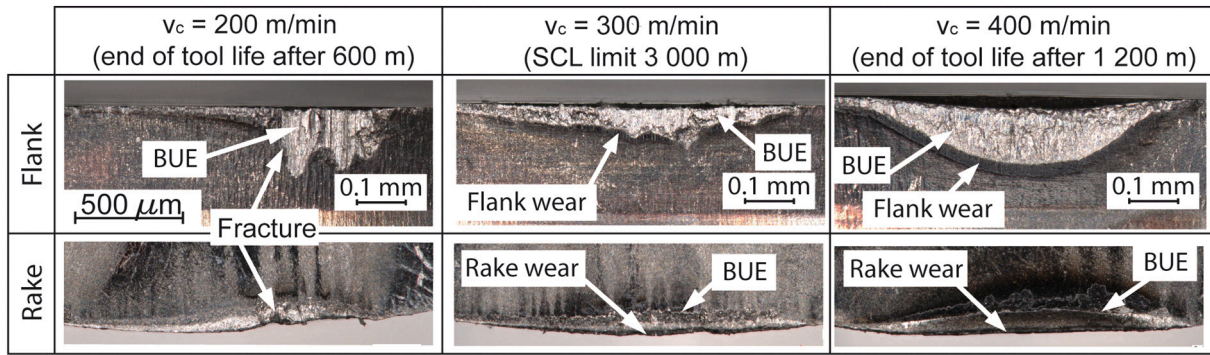 vc = 200 m/min
(end of tool life after 600 m)
vc = 300 m/min
(SCL limit 3 000 m)
vc = 400 m/min
(end of tool life after 1 200 m)
Flank
BUE
500 μm
0.1 mm
Fracture
Flank wear
BUE
0.1 mm
BUE
Flank wear
0.1 mm
Rake
Rake wear
BUE
Rake wear
BUE